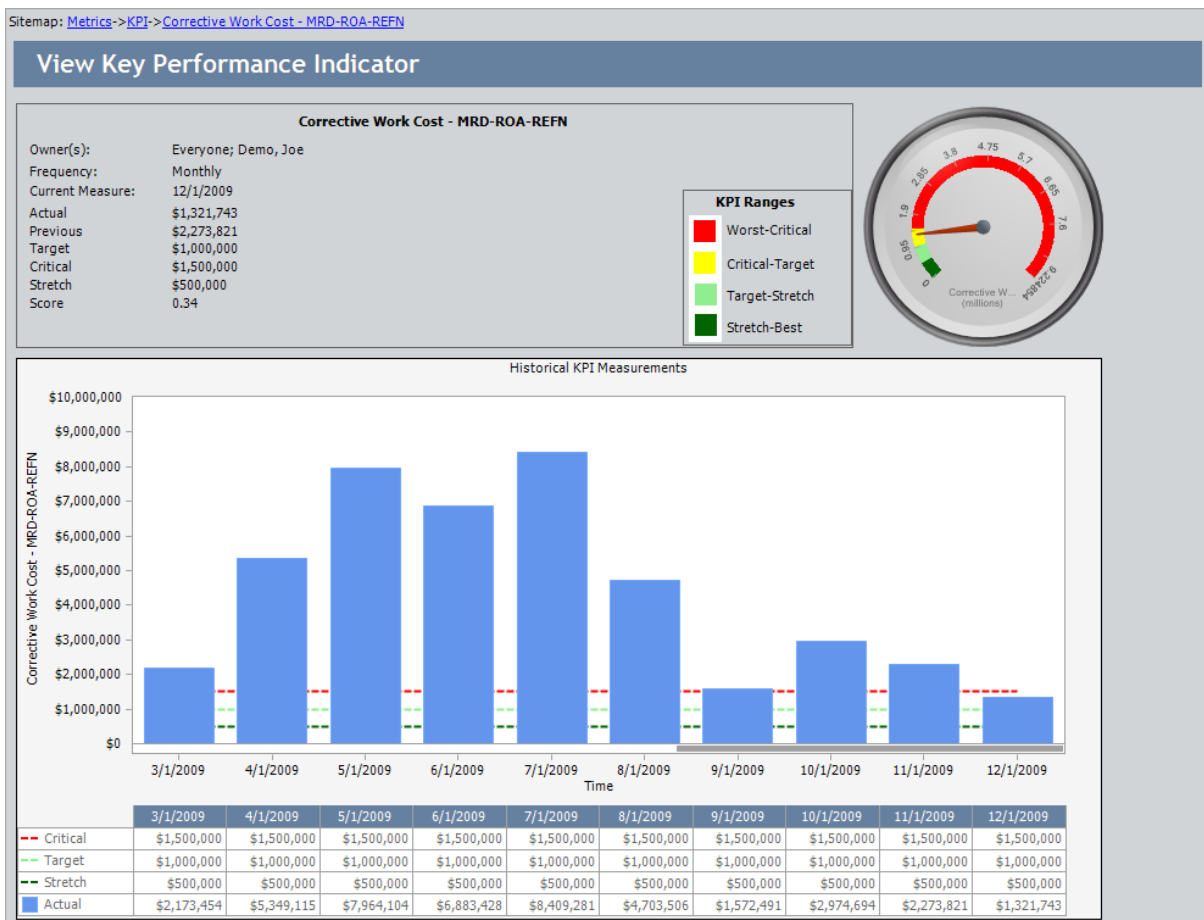 Sitemap: Metrics->KPI->Corrective Work Cost - MRD-ROA-REFN
View Key Performance Indicator
Corrective Work Cost - MRD-ROA-REFN
Owner(s): Everyone; Demo, Joe
Frequency: Monthly
Current Measure: 12/1/2009
Actual $1,321,743
Previous $2,273,821
Target $1,000,000
Critical $1,500,000
Stretch $500,000
Score 0.34
KPI Ranges
Worst-Critical
Critical-Target
Target-Stretch
Stretch-Best
0
0.95
1.9
2.85
3.8
4.75
5.7
6.65
7.6
9.224854
Corrective W...
(millions)
Historical KPI Measurements
Corrective Work Cost - MRD-ROA-REFN
$10,000,000
$9,000,000
$8,000,000
$7,000,000
$6,000,000
$5,000,000
$4,000,000
$3,000,000
$2,000,000
$1,000,000
$0
3/1/2009 4/1/2009 5/1/2009 6/1/2009 7/1/2009 8/1/2009 9/1/2009 10/1/2009 11/1/2009 12/1/2009
Time
3/1/2009 4/1/2009 5/1/2009 6/1/2009 7/1/2009 8/1/2009 9/1/2009 10/1/2009 11/1/2009 12/1/2009
Critical $1,500,000 $1,500,000 $1,500,000 $1,500,000 $1,500,000 $1,500,000 $1,500,000 $1,500,000 $1,500,000 $1,500,000
Target $1,000,000 $1,000,000 $1,000,000 $1,000,000 $1,000,000 $1,000,000 $1,000,000 $1,000,000 $1,000,000 $1,000,000
Stretch $500,000 $500,000 $500,000 $500,000 $500,000 $500,000 $500,000 $500,000 $500,000 $500,000
Actual $2,173,454 $5,349,115 $7,964,104 $6,883,428 $8,409,281 $4,703,506 $1,572,491 $2,974,694 $2,273,821 $1,321,743